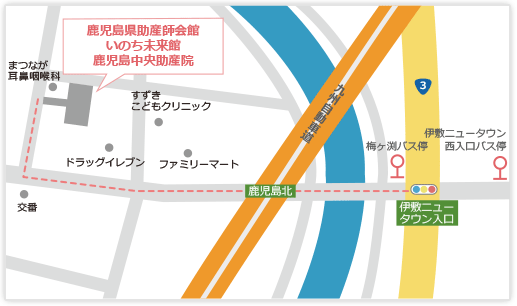 鹿児島県助産師会館
いのち未来館
鹿児島中央助産院
まつなが
耳鼻咽喉科
すずき
こどもクリニック
ドラッグイレブン
ファミリーマート
交番
九州自動車道
鹿児島北
3
梅ヶ渕バス停
伊敷ニュータウン
西入口バス停
伊敷ニュー
タウン入口